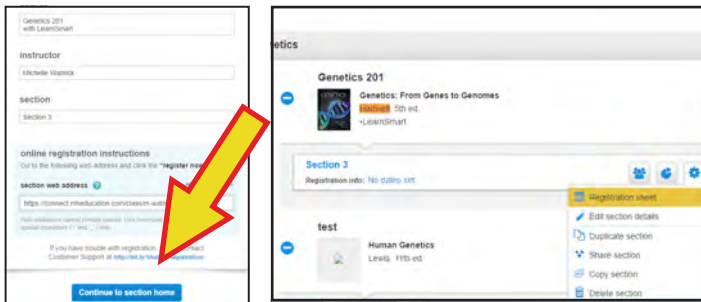 Genetics 201
with LearnSmart
instructor
Michelle Watnick
section
Section 3
online registration instructions
Go to the following web address and click the "register now
section web address
https://connect.mheducation.com/class/m-
If you have trouble with registration
Customer Support at
Continue to section home
etics
Genetics 201
Genetics: From Genes to Genomes
Hartwell, 5th ed.
+LearnSmart
Section 3
Registration info: No dates set
Registration sheet
Edit section details
Duplicate section
Share section
Copy section
Delete section
test
Human Genetics
Lewis, 11th ed.